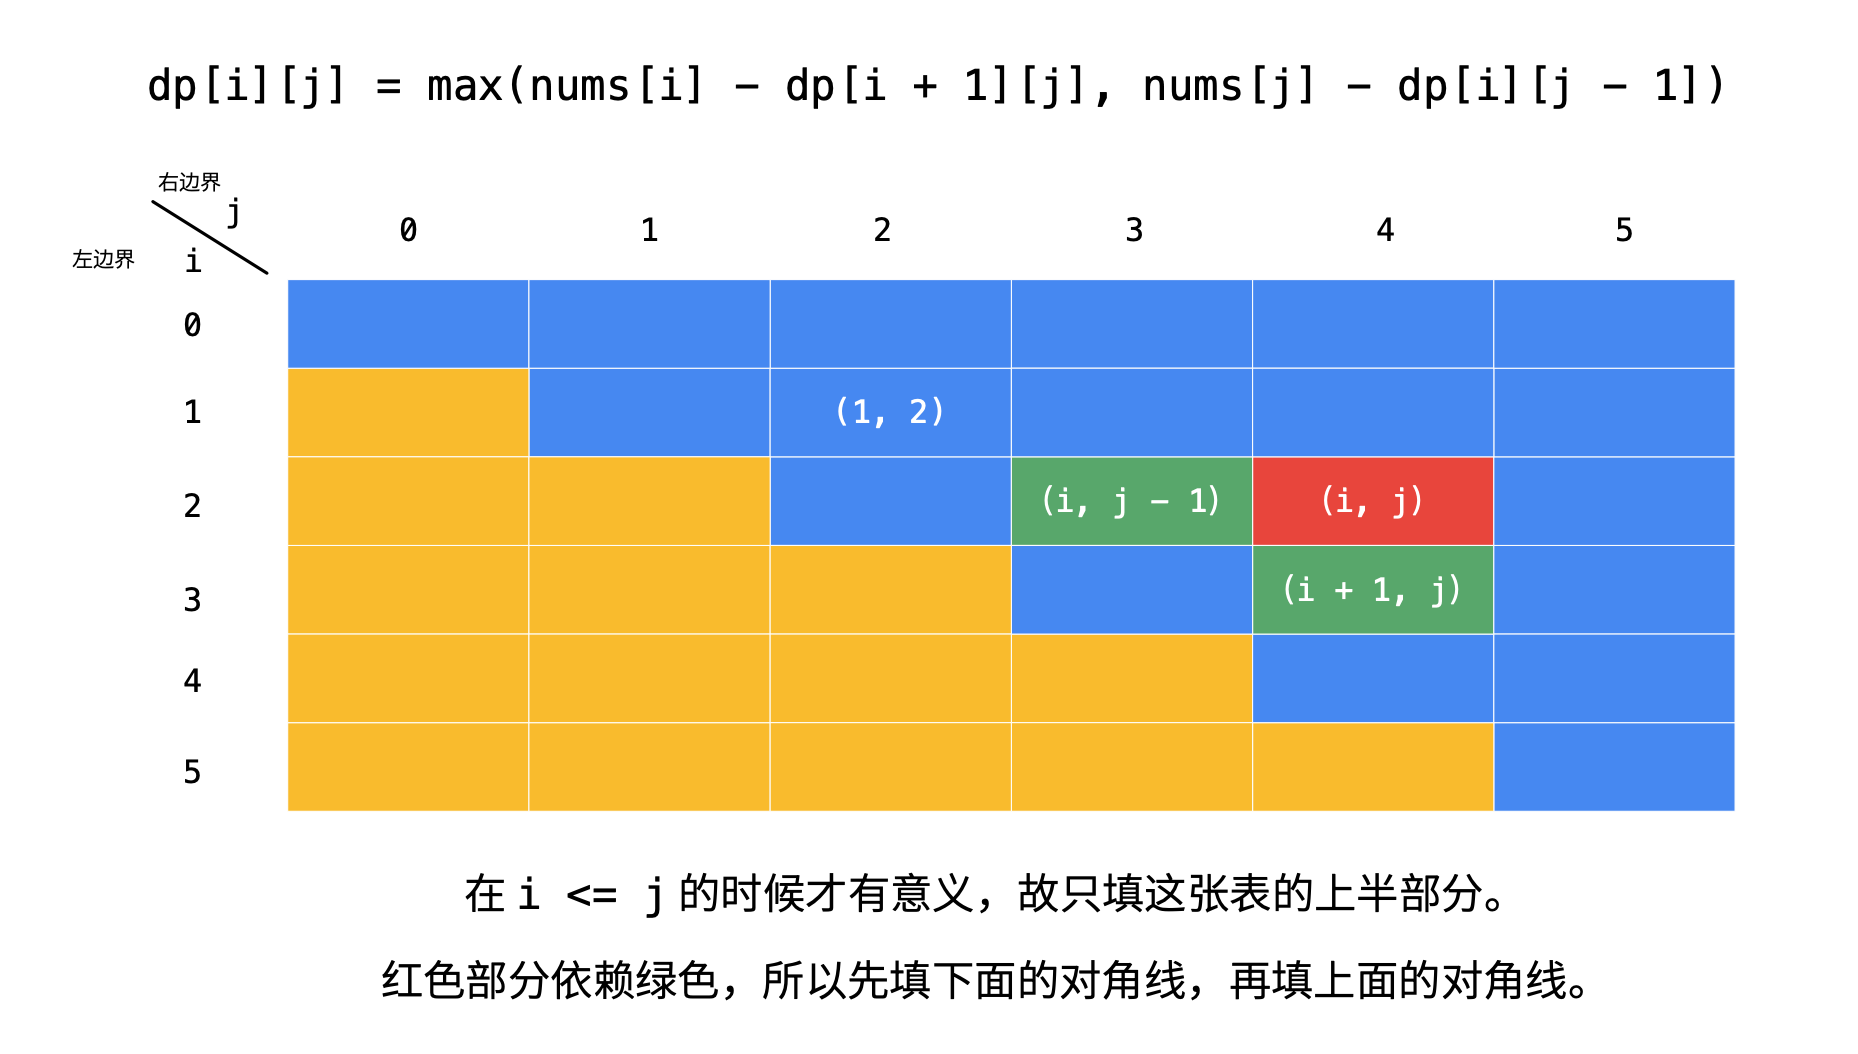 dp[i][j] = max(nums[i] - dp[i + 1][j], nums[j] - dp[i][j - 1])
右边界
j
左边界
i
0 1 2 3 4 5
0
1 (1, 2)
2 (i, j - 1) (i, j)
3 (i + 1, j)
4
5
在 i <= j 的时候才有意义，故只填这张表的上半部分。
红色部分依赖绿色，所以先填下面的对角线，再填上面的对角线。